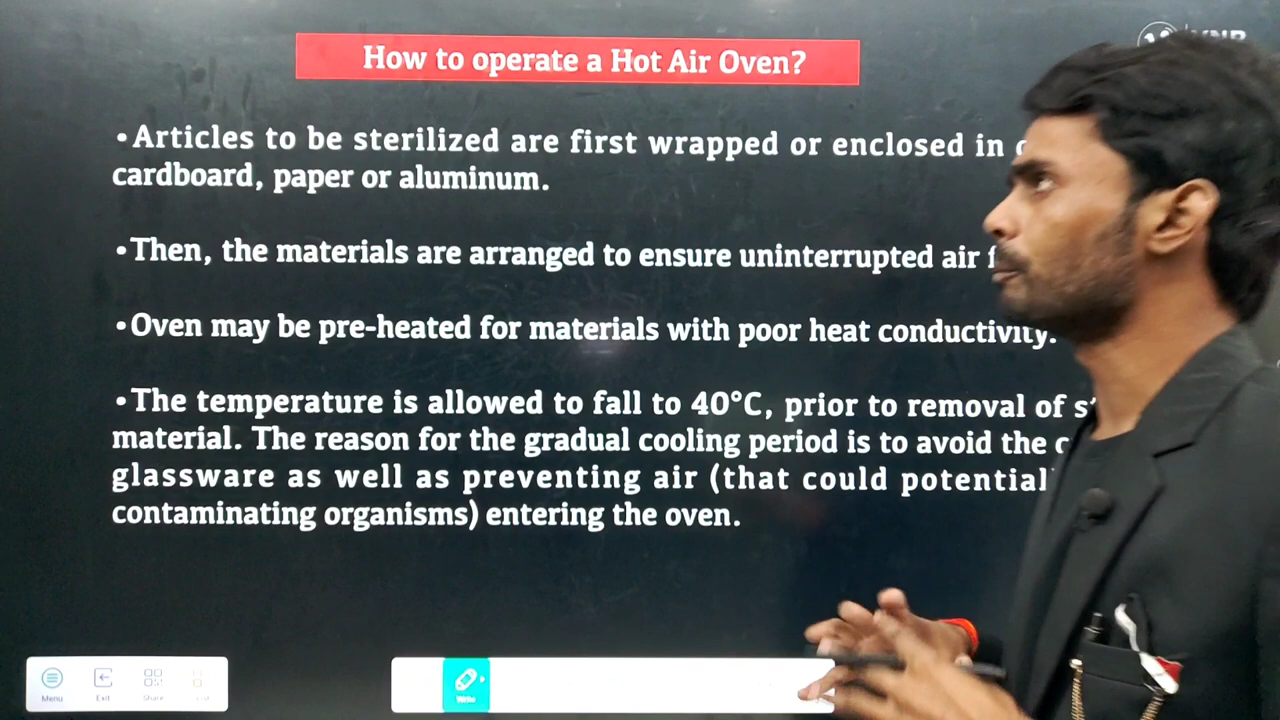 How to operate a Hot Air Oven?
•Articles to be sterilized are first wrapped or enclosed in
cardboard, paper or aluminum.
•Then, the materials are arranged to ensure uninterrupted air
•Oven may be pre-heated for materials with poor heat conductivity.
•The temperature is allowed to fall to 40°C, prior to removal of
material. The reason for the gradual cooling period is to avoid the
glassware as well as preventing air (that could
contaminating organisms) entering the oven.
Menu Exit Share Write